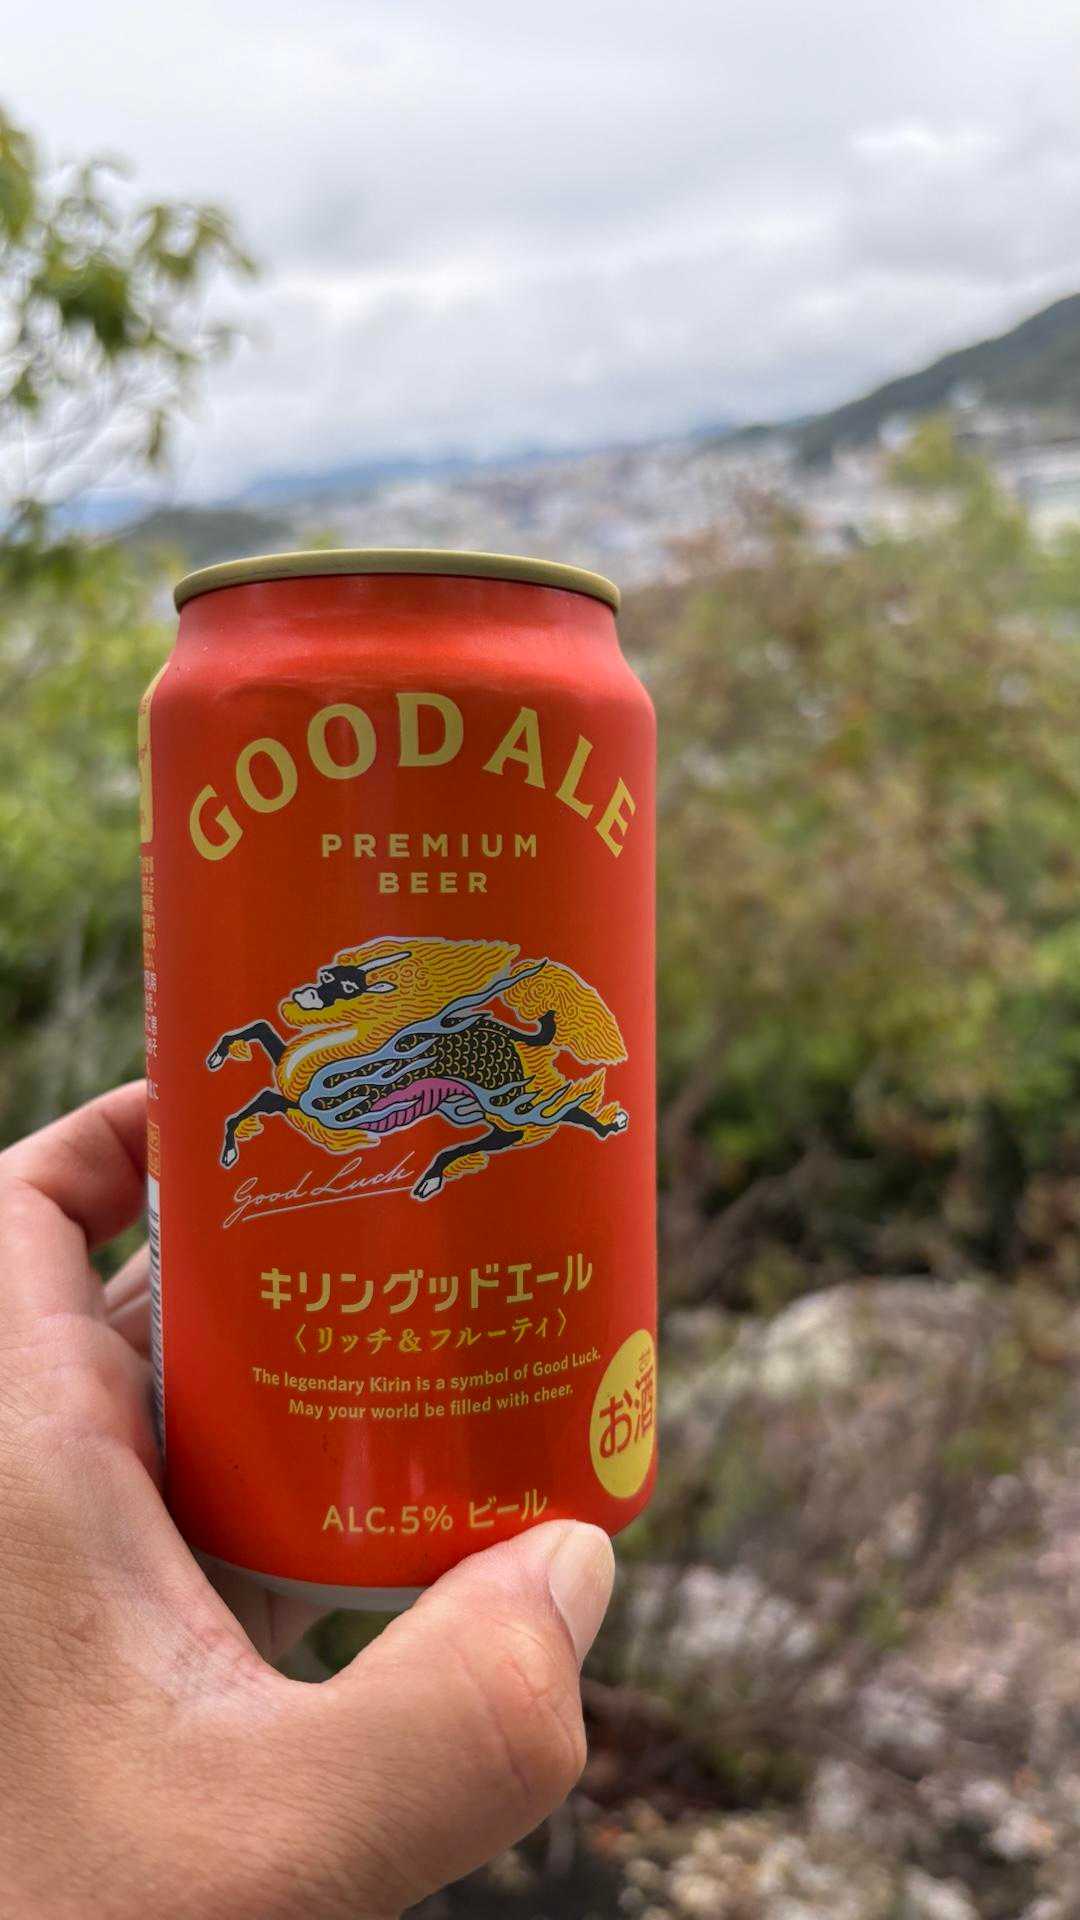 GOOD ALE
PREMIUM
BEER
Good Luck
キリングッドエール
〈リッチ&フルーティ〉
The legendary Kirin is a symbol of Good Luck.
May your world be filled with cheer.
お酒
ALC.5% ビール